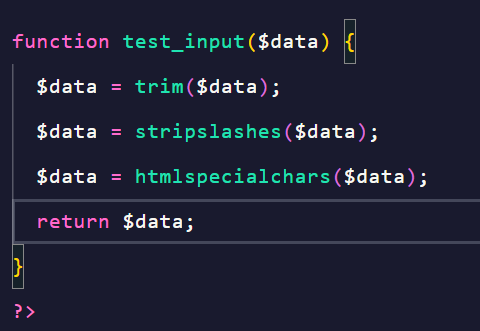 function test_input($data) {
$data = trim($data);
$data = stripslashes($data);
$data = htmlspecialchars($data);
return $data;
}
?>